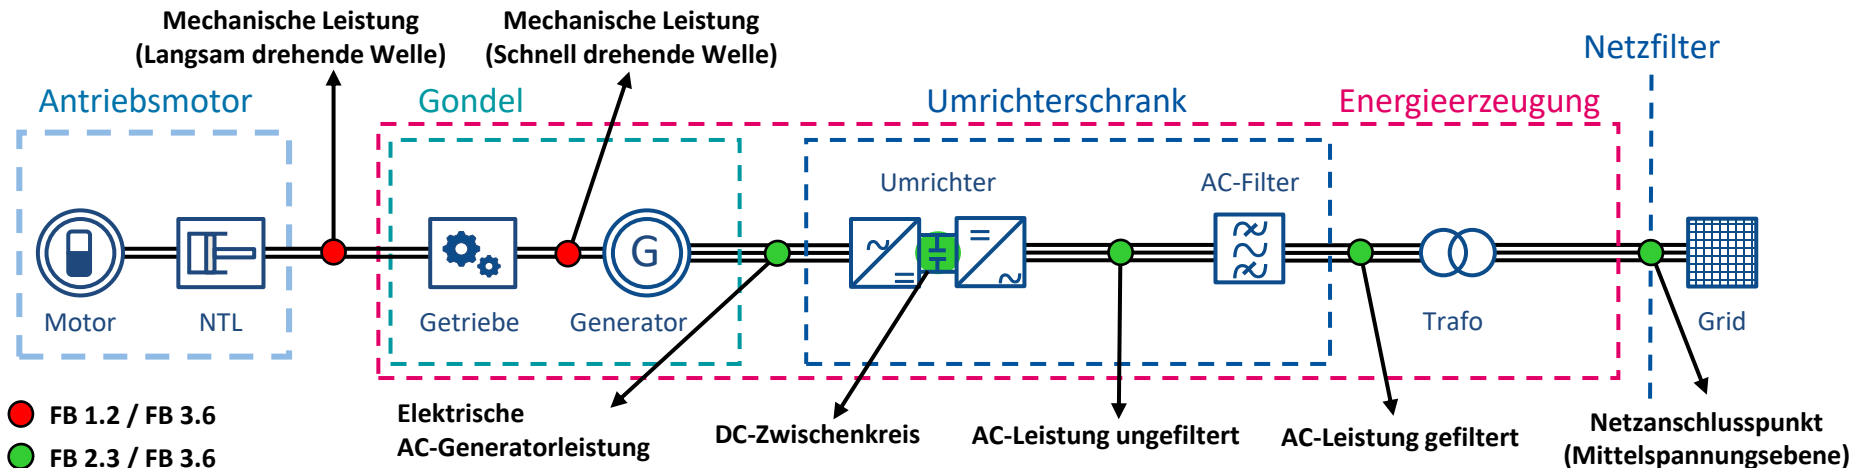 Mechanische Leistung
(Langsam drehende Welle)
Mechanische Leistung
(Schnell drehende Welle)
Netzfilter
Antriebsmotor
Gondel
Umrichterschrank
Energieerzeugung
Umrichter
AC-Filter
G
~
=
=
~
Motor
NTL
Getriebe
Generator
Trafo
Grid
FB 1.2 / FB 3.6
FB 2.3 / FB 3.6
Elektrische
AC-Generatorleistung
DC-Zwischenkreis
AC-Leistung ungefiltert
AC-Leistung gefiltert
Netzanschlusspunkt
(Mittelspannungsebene)